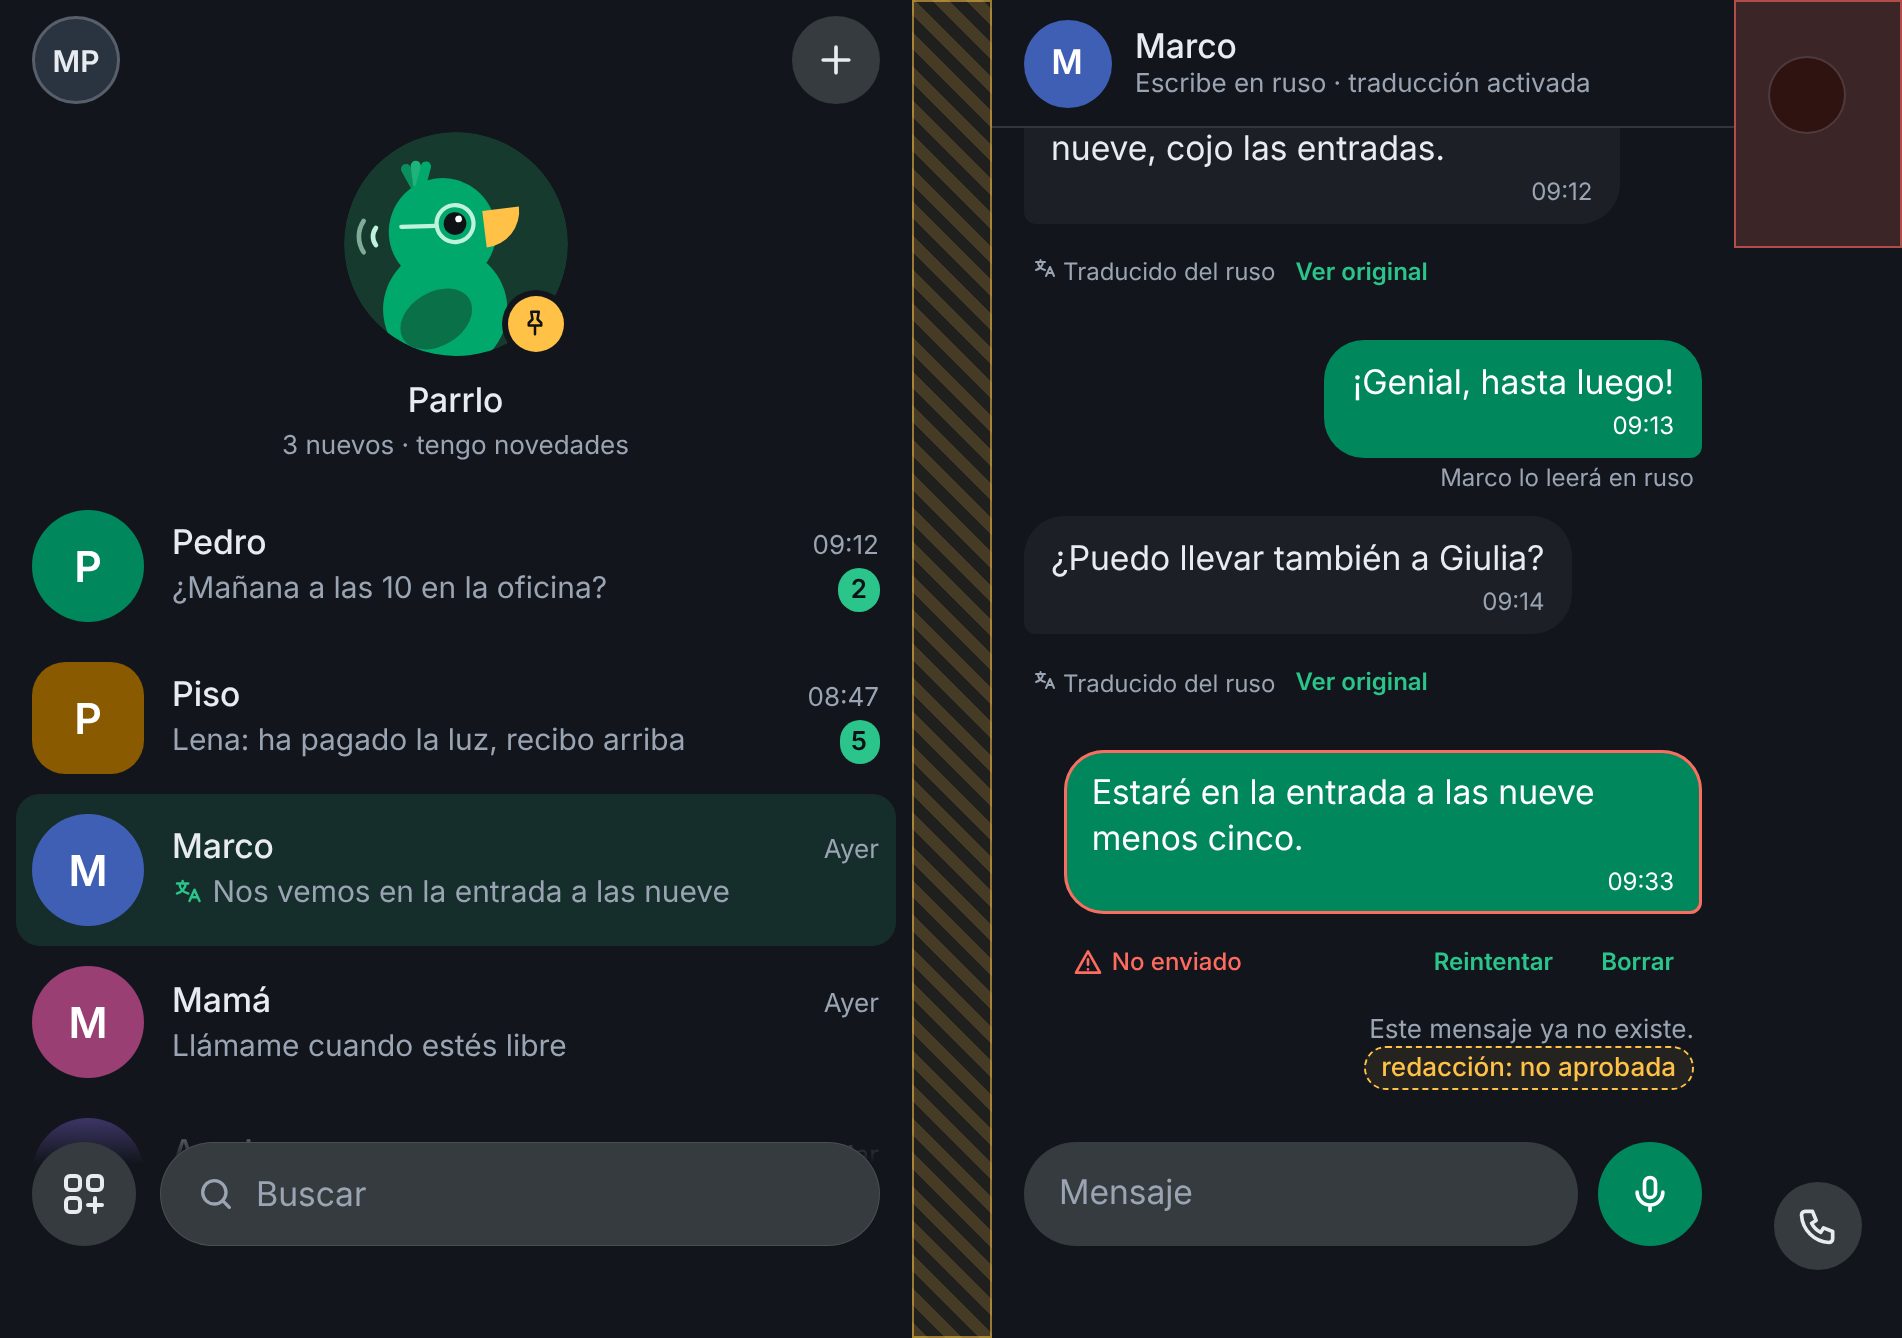 MP
Parrlo
3 nuevos · tengo novedades
P
Pedro
09:12
¿Mañana a las 10 en la oficina?
2
P
Piso
08:47
Lena: ha pagado la luz, recibo arriba
5
M
Marco
Ayer
Nos vemos en la entrada a las nueve
M
Mamá
Ayer
Llámame cuando estés libre
Buscar
M
Marco
Escribe en ruso · traducción activada
nueve, cojo las entradas.
09:12
Traducido del ruso Ver original
¡Genial, hasta luego!
09:13
Marco lo leerá en ruso
¿Puedo llevar también a Giulia?
09:14
Traducido del ruso Ver original
Estaré en la entrada a las nueve
menos cinco.
09:33
No enviado Reintentar Borrar
Este mensaje ya no existe.
redacción: no aprobada
Mensaje